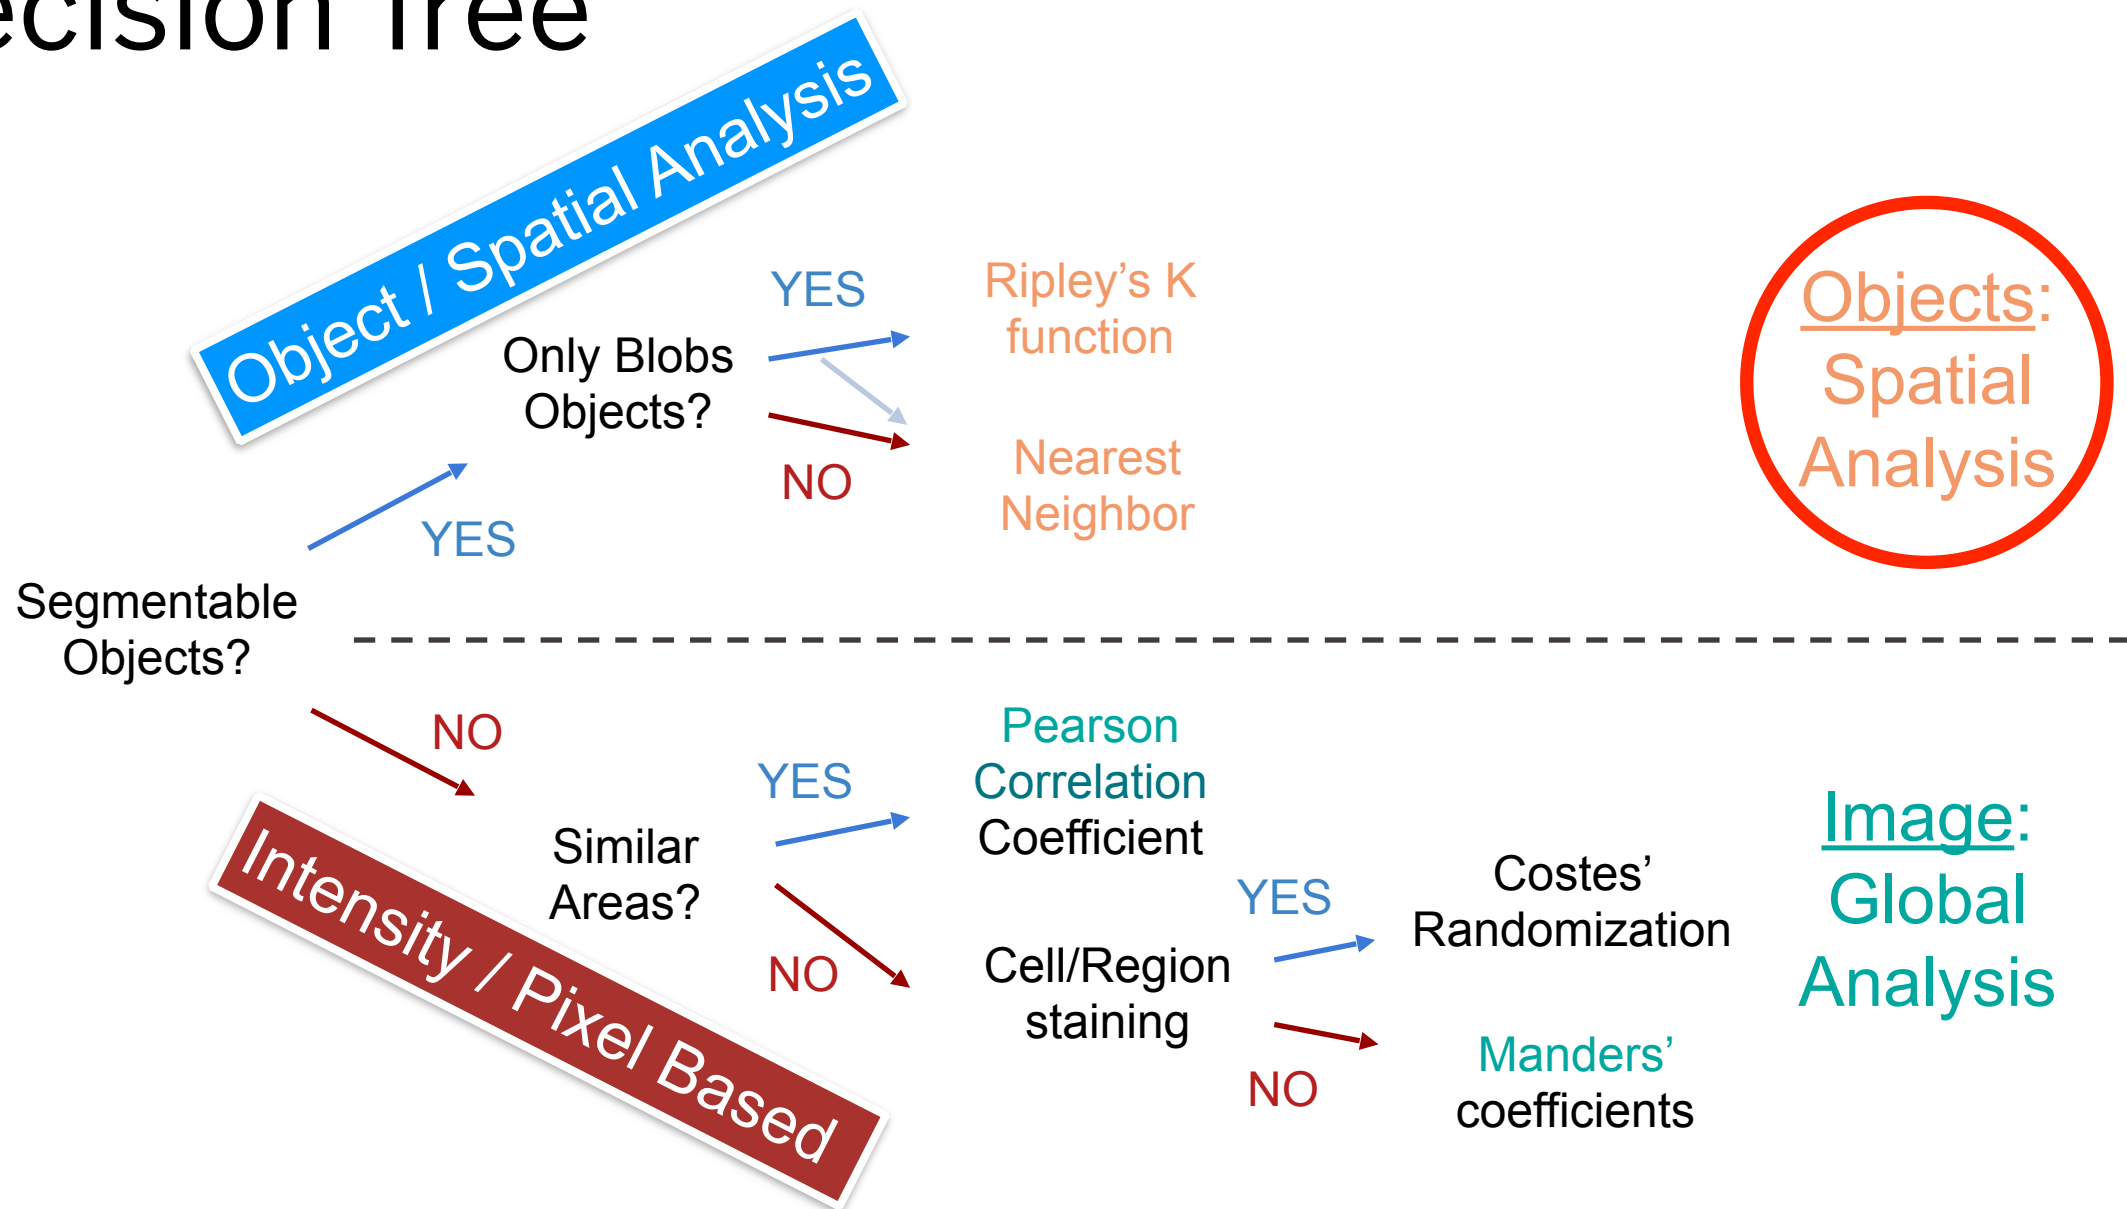 Decision Tree
Object / Spatial Analysis
YES
Ripley's K
function
Only Blobs
Objects?
NO
Nearest
Neighbor
YES
Objects:
Spatial
Analysis
Segmentable
Objects?
NO
Intensity / Pixel Based
Similar
Areas?
YES
Pearson
Correlation
Coefficient
NO
Cell/Region
staining
YES
Costes’
Randomization
NO
Manders’
coefficients
Image:
Global
Analysis